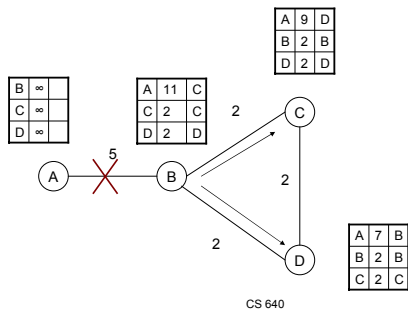 A 9 D
B 2 B
D 2 D
B ∞
C ∞
D ∞
A 11 C
C 2 C
D 2 D
5
2
C
A
B
2
2
D
A 7 B
B 2 B
C 2 C
CS 640